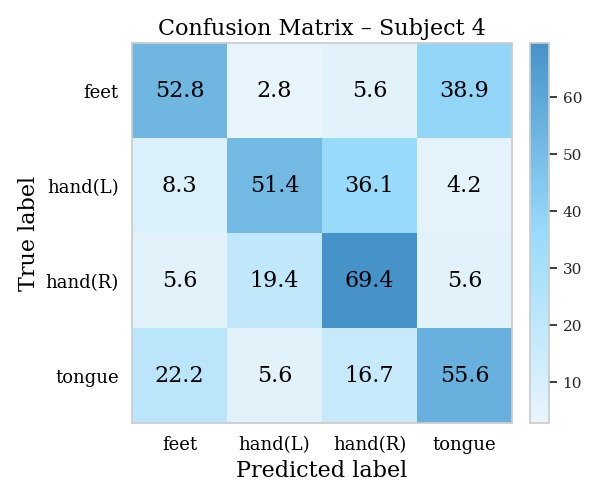 Confusion Matrix – Subject 4
feet 52.8 2.8 5.6 38.9
hand(L) 8.3 51.4 36.1 4.2
hand(R) 5.6 19.4 69.4 5.6
tongue 22.2 5.6 16.7 55.6
feet hand(L) hand(R) tongue
Predicted label
True label
60
50
40
30
20
10